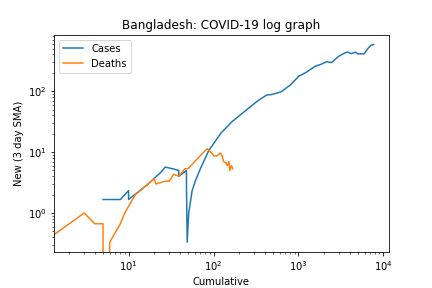 Bangladesh: COVID-19 log graph
Cases
Deaths
New (3 day SMA)
10²
10¹
10⁰
10¹
10²
10³
10⁴
Cumulative